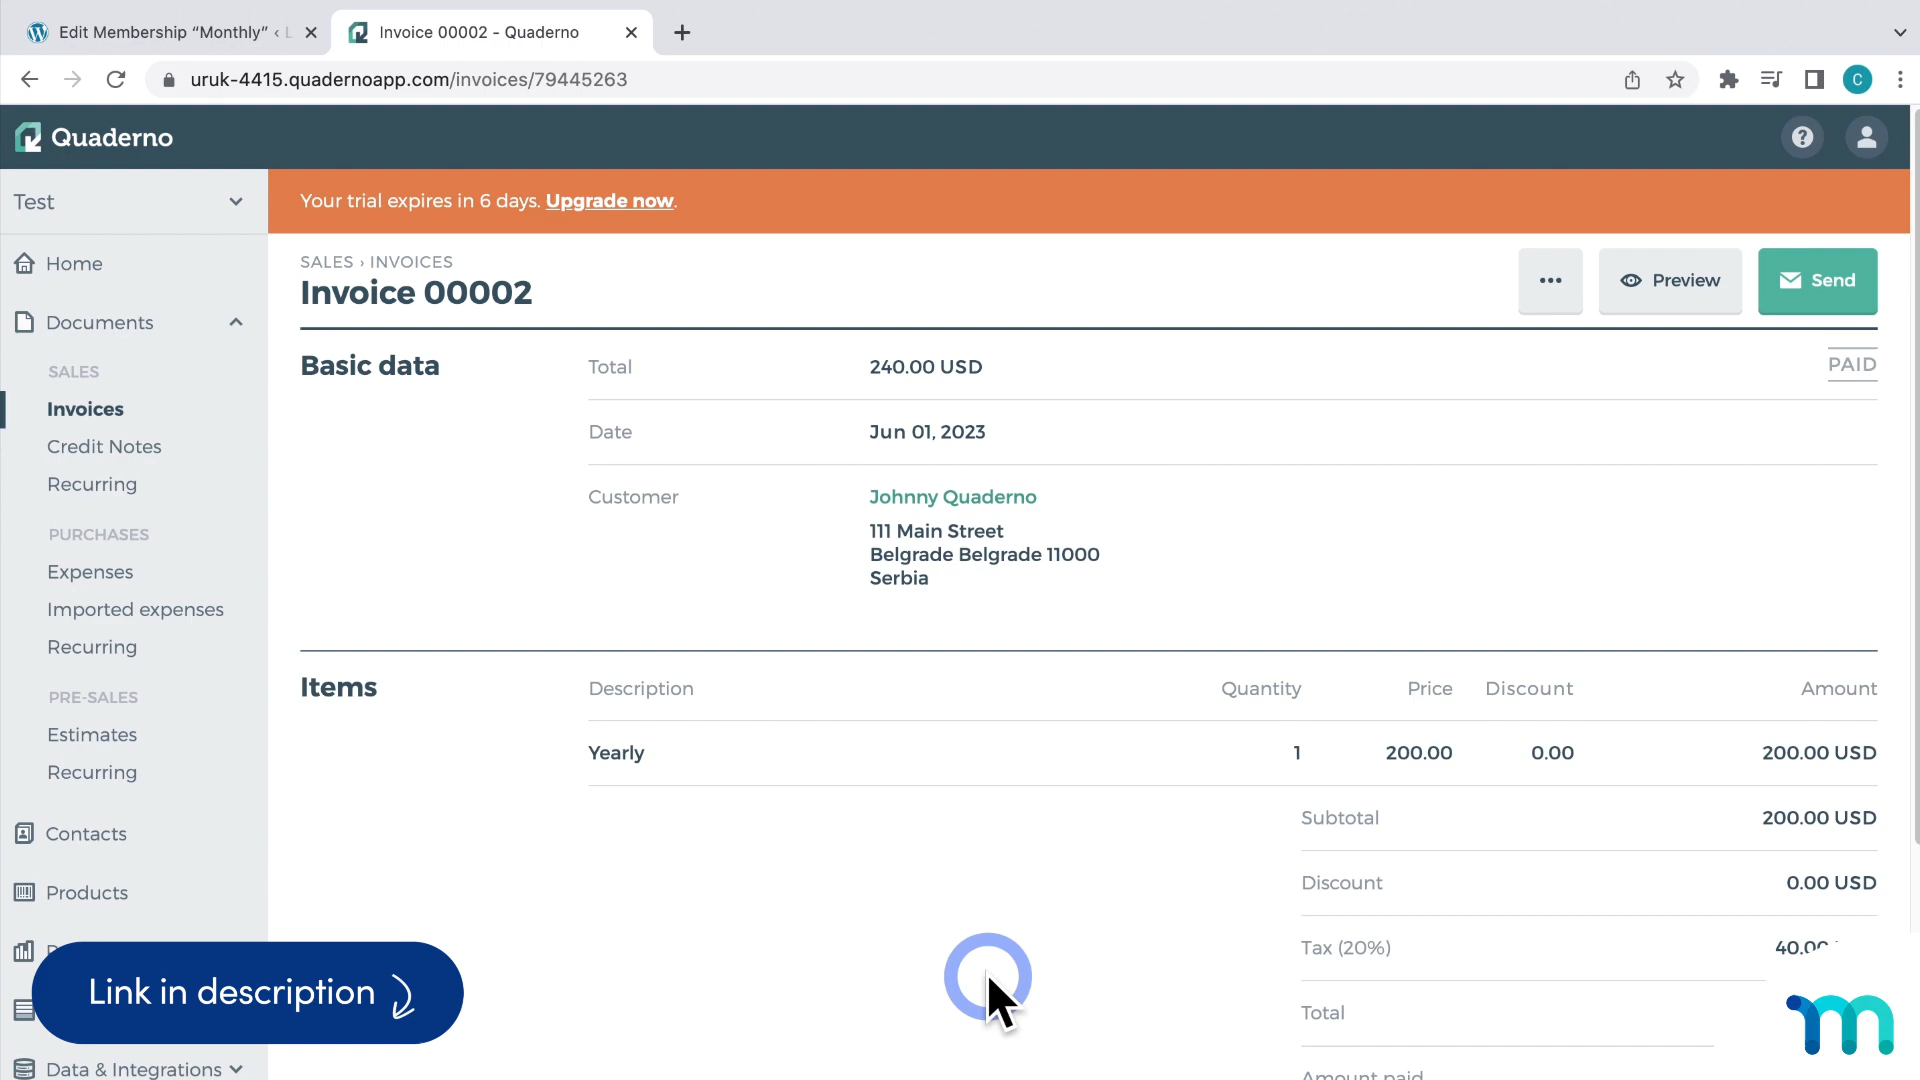 Edit Membership “Monthly” ‹ L
Invoice 00002 - Quaderno
uruk-4415.quadernoapp.com/invoices/79445263
C
Quaderno
?
Test
Your trial expires in 6 days. Upgrade now.
Home
Documents
SALES
Invoices
Credit Notes
Recurring
PURCHASES
Expenses
Imported expenses
Recurring
PRE-SALES
Estimates
Recurring
Contacts
Products
Data & Integrations
SALES › INVOICES
Invoice 00002
Preview
Send
Basic data
Total 240.00 USD
PAID
Date Jun 01, 2023
Customer Johnny Quaderno
111 Main Street
Belgrade Belgrade 11000
Serbia
Items
Description Quantity Price Discount Amount
Yearly 1 200.00 0.00 200.00 USD
Subtotal 200.00 USD
Discount 0.00 USD
Tax (20%) 40.00
Total
Amount paid
Link in description
m